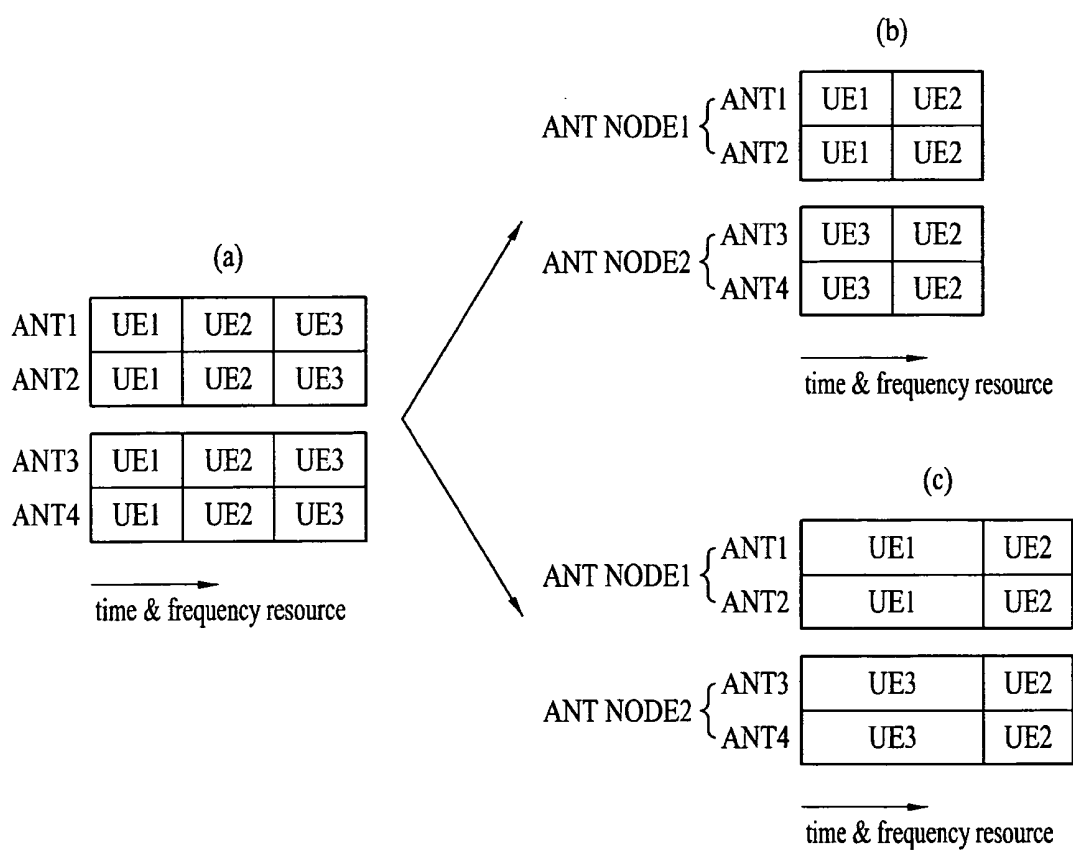 (a)
ANT1 UE1 UE2 UE3
ANT2 UE1 UE2 UE3
ANT3 UE1 UE2 UE3
ANT4 UE1 UE2 UE3
time & frequency resource
(b)
ANT NODE1
ANT1 UE1 UE2
ANT2 UE1 UE2
ANT NODE2
ANT3 UE3 UE2
ANT4 UE3 UE2
time & frequency resource
(c)
ANT NODE1
ANT1 UE1 UE2
ANT2 UE1 UE2
ANT NODE2
ANT3 UE3 UE2
ANT4 UE3 UE2
time & frequency resource